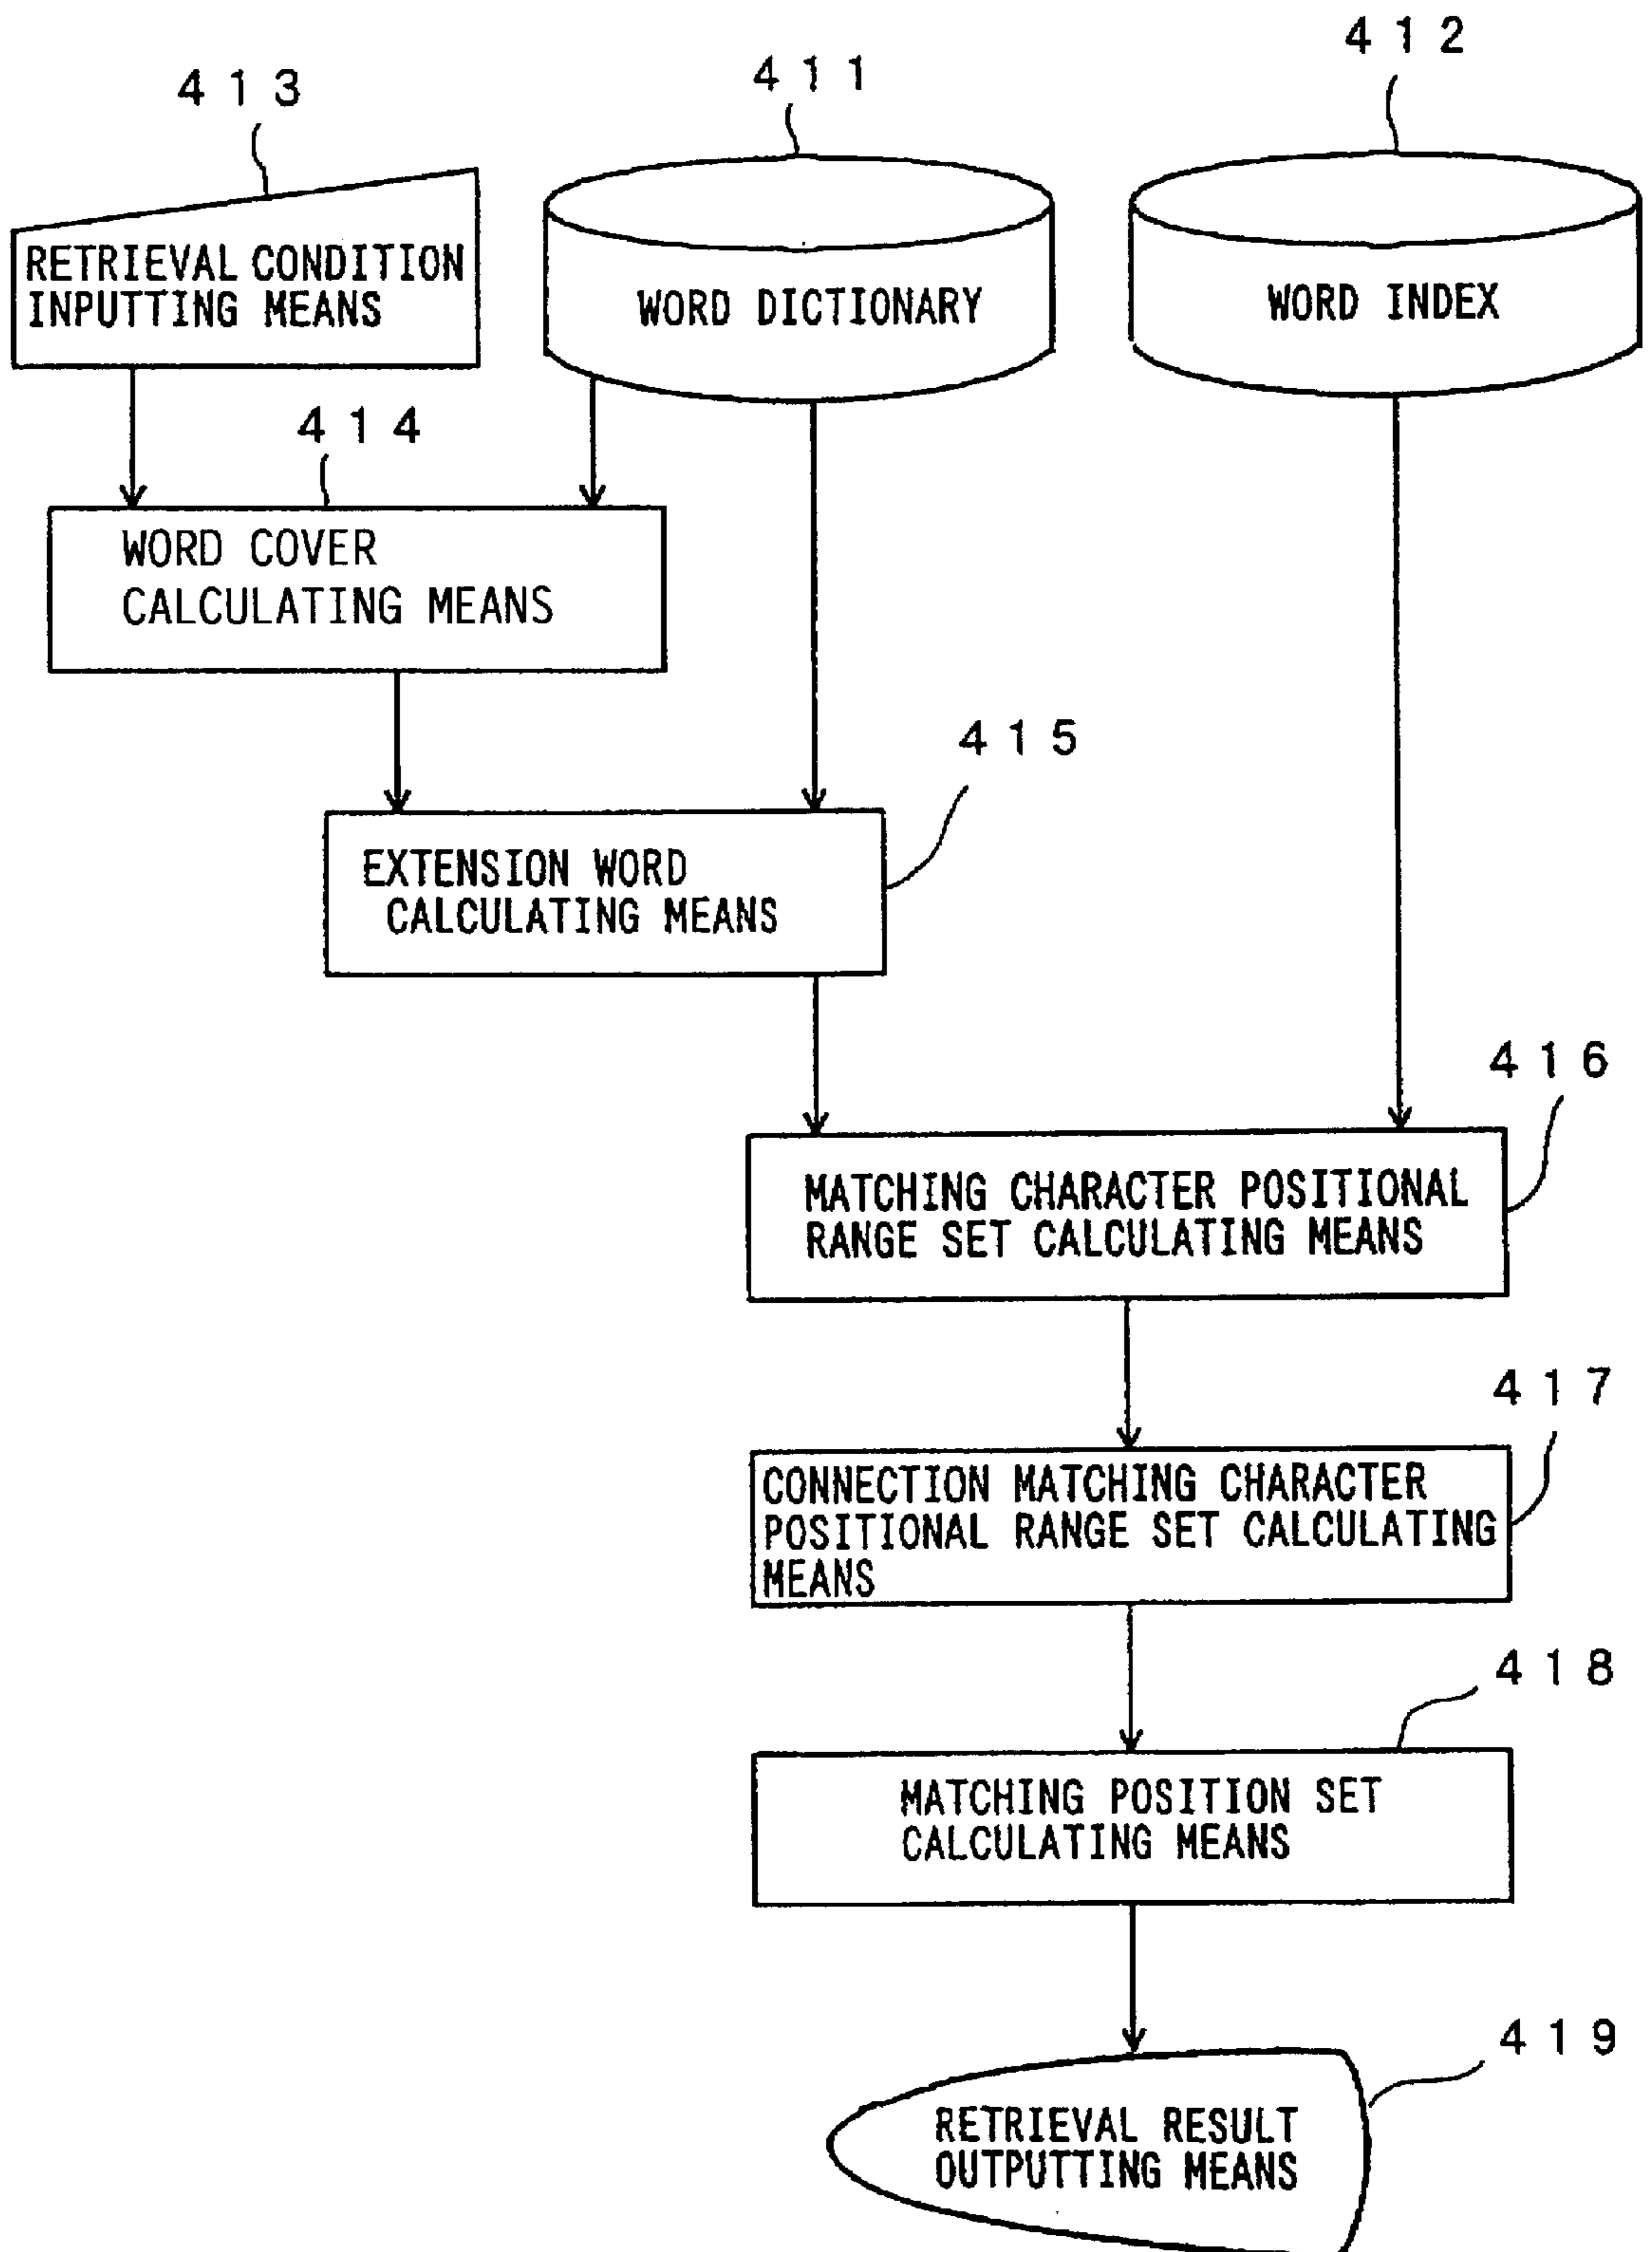 413
411
412
RETRIEVAL CONDITION
INPUTTING MEANS
WORD DICTIONARY
WORD INDEX
414
WORD COVER
CALCULATING MEANS
415
EXTENSION WORD
CALCULATING MEANS
416
MATCHING CHARACTER POSITIONAL
RANGE SET CALCULATING MEANS
417
CONNECTION MATCHING CHARACTER
POSITIONAL RANGE SET CALCULATING
MEANS
418
MATCHING POSITION SET
CALCULATING MEANS
419
RETRIEVAL RESULT
OUTPUTTING MEANS